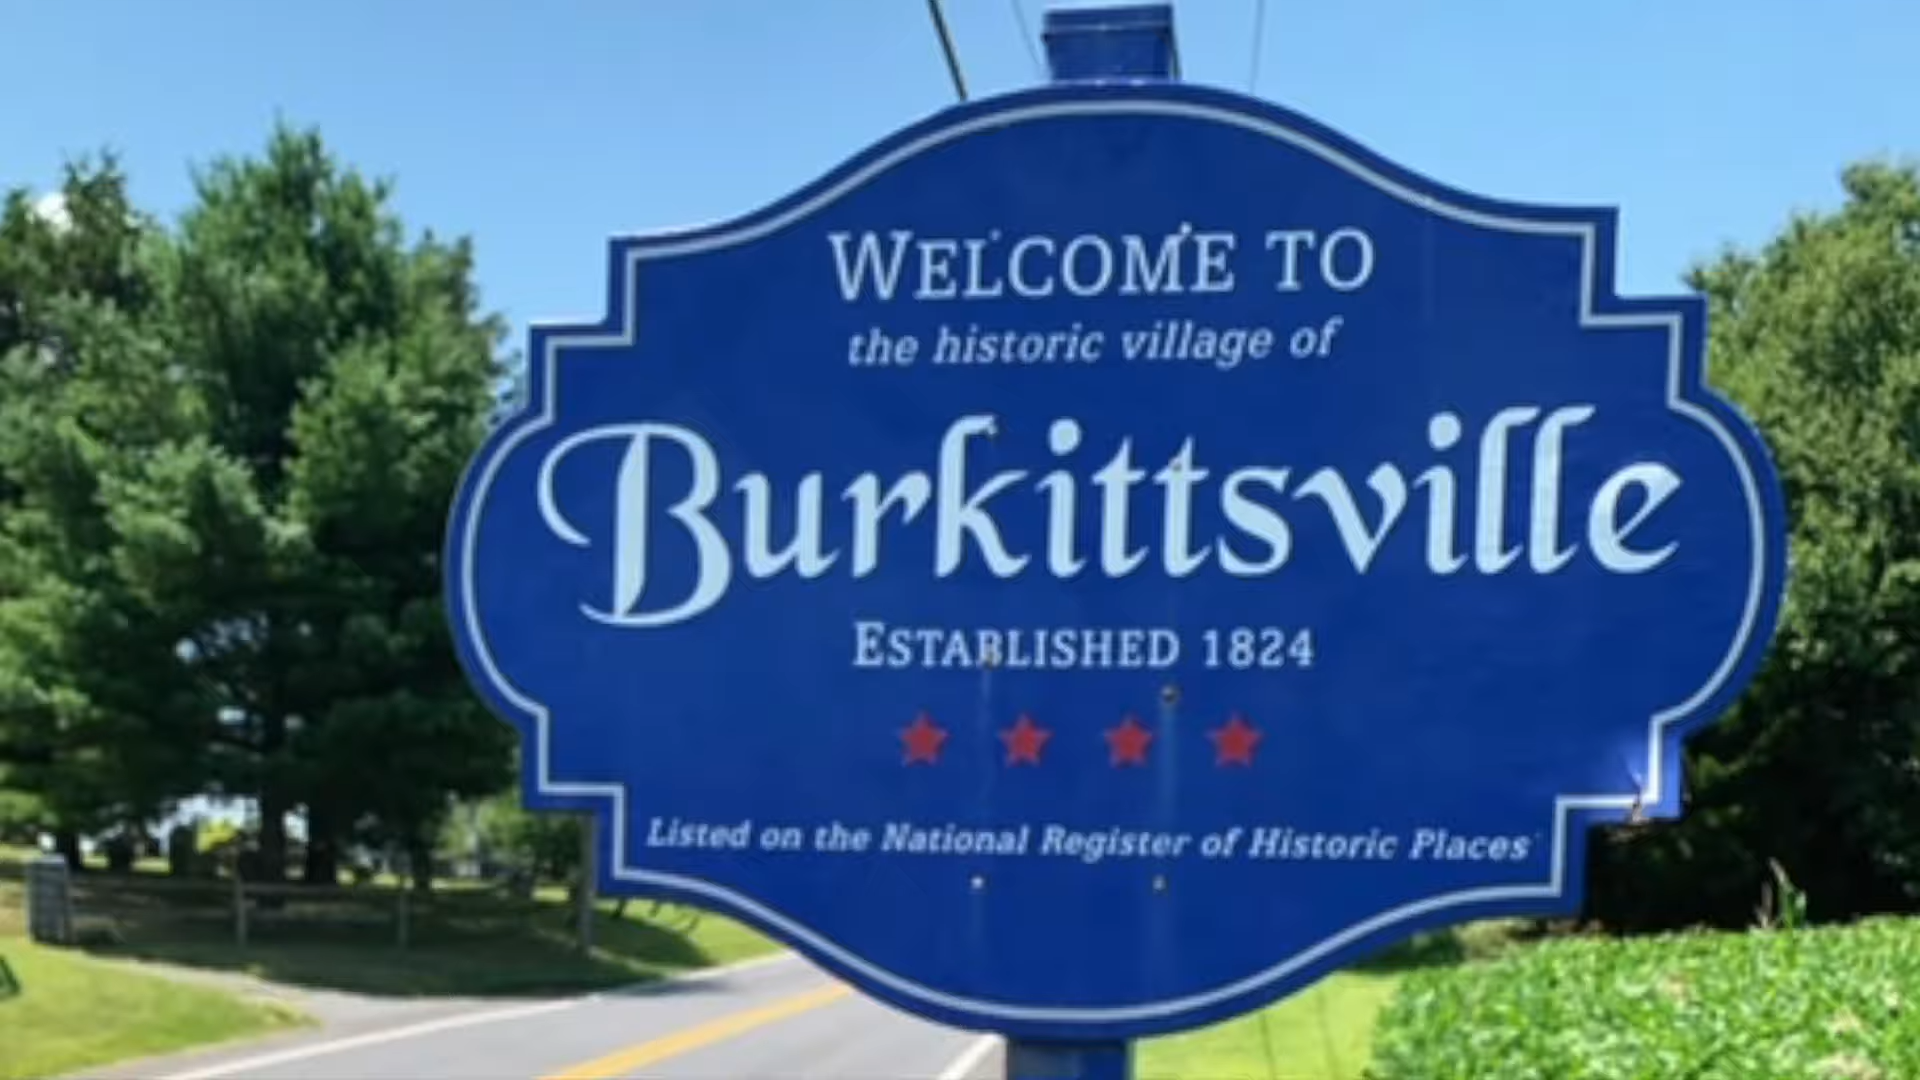 WELCOME TO
the historic village of
Burkittsville
ESTABLISHED 1824
Listed on the National Register of Historic Places